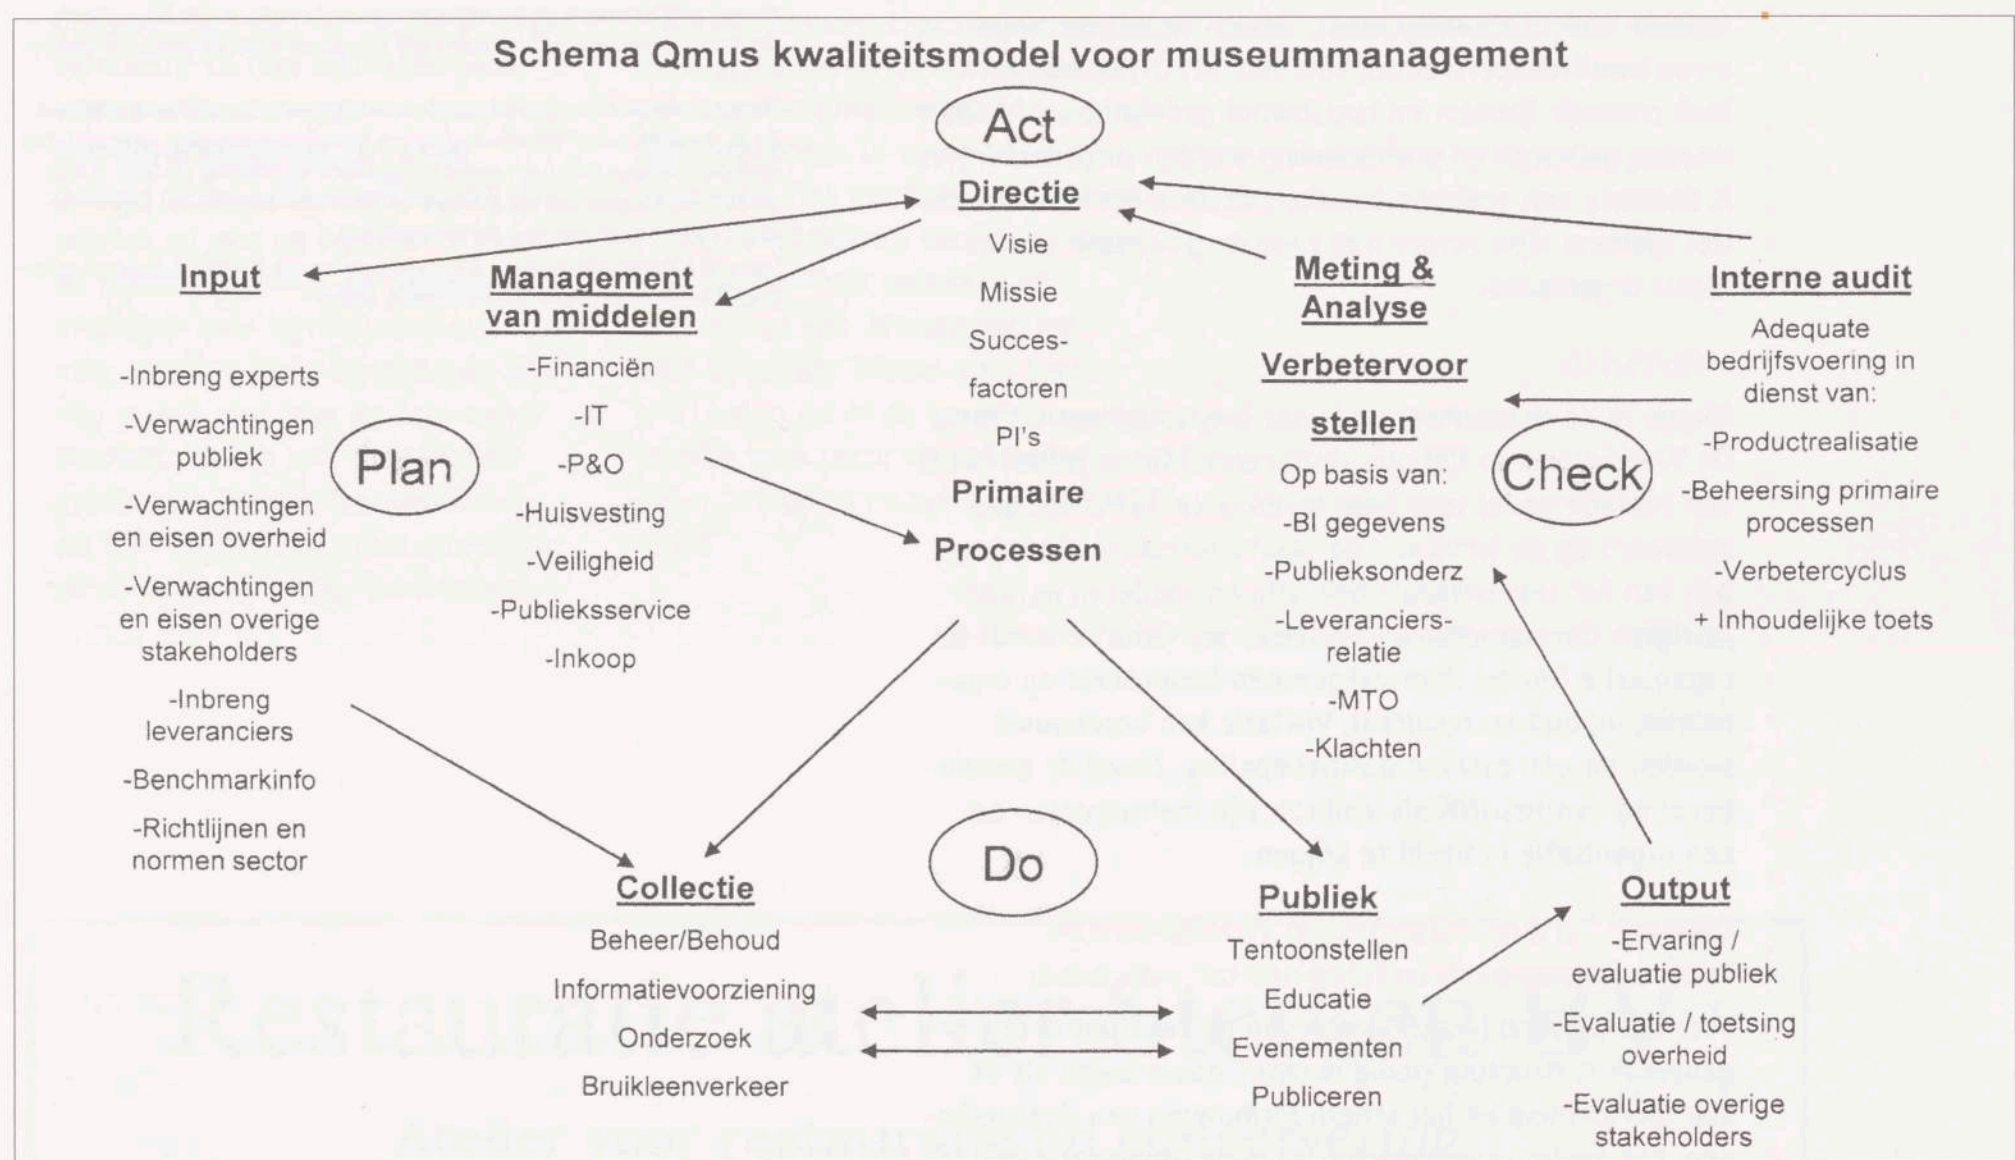 Schema Qmus kwaliteitsmodel voor museummanagement
Act
Directie
Visie
Missie
Succes-
factoren
PI's
Primaire
Processen
Input
-Inbreng experts
-Verwachtingen
publiek
-Verwachtingen
en eisen overheid
-Verwachtingen
en eisen overige
stakeholders
-Inbreng
leveranciers
-Benchmarkinfo
-Richtlijnen en
normen sector
Plan
Management
van middelen
-Financiën
-IT
-P&O
-Huisvesting
-Veiligheid
-Publieksservice
-Inkoop
Meting &
Analyse
Verbetervoor
stellen
Op basis van:
-BI gegevens
-Publieksonderz
-Leveranciers-
relatie
-MTO
-Klachten
Check
Interne audit
Adequate
bedrijfsvoering in
dienst van:
-Productrealisatie
-Beheersing primaire
processen
-Verbetercyclus
+ Inhoudelijke toets
Collectie
Beheer/Behoud
Informatievoorziening
Onderzoek
Bruikleenverkeer
Do
Publiek
Tentoonstellen
Educatie
Evenementen
Publiceren
Output
-Ervaring /
evaluatie publiek
-Evaluatie / toetsing
overheid
-Evaluatie overige
stakeholders